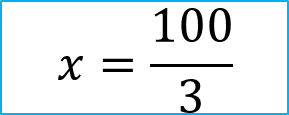 x = 100/3